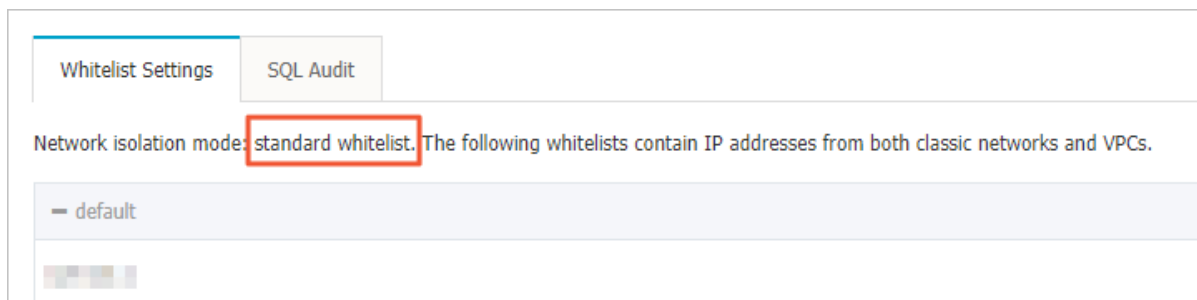 Whitelist Settings
SQL Audit
Network isolation mode: standard whitelist. The following whitelists contain IP addresses from both classic networks and VPCs.
default